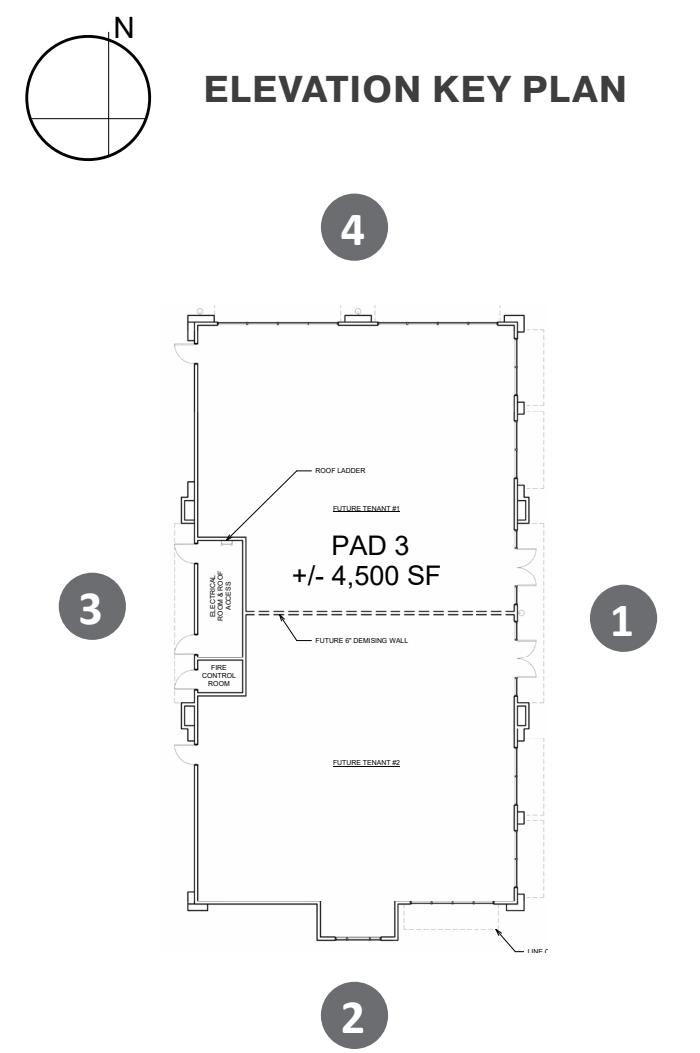 N
ELEVATION KEY PLAN
4
ROOF LADDER
FUTURE TENANT #1
PAD 3
+/- 4,500 SF
ELECTRICAL
ROOM & ROOF
ACCESS
3
1
FUTURE 6" DEMISING WALL
FIRE
CONTROL
ROOM
FUTURE TENANT #2
LINE
2